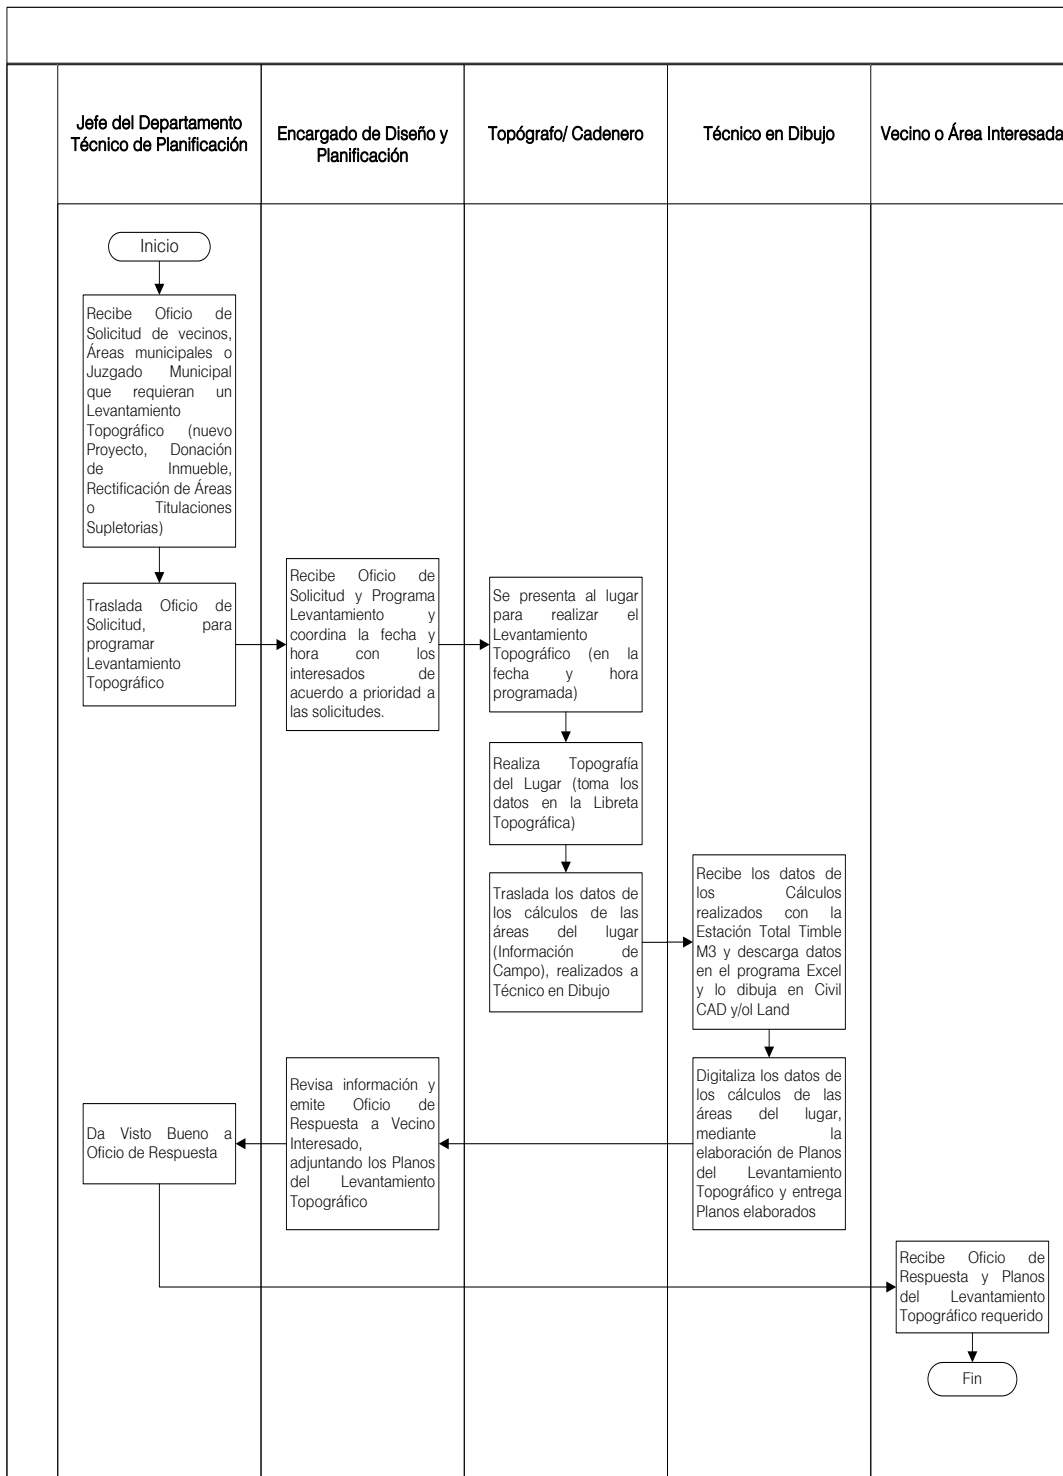 Jefe del Departamento
Técnico de Planificación
Encargado de Diseño y
Planificación
Topógrafo/ Cadenero
Técnico en Dibujo
Vecino o Área Interesada
Inicio
Recibe Oficio de
Solicitud de vecinos,
Áreas municipales o
Juzgado Municipal
que requieran un
Levantamiento
Topográfico (nuevo
Proyecto, Donación
de Inmueble,
Rectificación de Áreas
o Titulaciones
Supletorias)
Traslada Oficio de
Solicitud, para
programar
Levantamiento
Topográfico
Recibe Oficio de
Solicitud y Programa
Levantamiento y
coordina la fecha y
hora con los
interesados de
acuerdo a prioridad a
las solicitudes.
Se presenta al lugar
para realizar el
Levantamiento
Topográfico (en la
fecha y hora
programada)
Realiza Topografía
del Lugar (toma los
datos en la Libreta
Topográfica)
Traslada los datos de
los cálculos de las
áreas del lugar
(Información de
Campo), realizados a
Técnico en Dibujo
Recibe los datos de
los Cálculos
realizados con la
Estación Total Timble
M3 y descarga datos
en el programa Excel
y lo dibuja en Civil
CAD y/ol Land
Digitaliza los datos de
los cálculos de las
áreas del lugar,
mediante la
elaboración de Planos
del Levantamiento
Topográfico y entrega
Planos elaborados
Revisa información y
emite Oficio de
Respuesta a Vecino
Interesado,
adjuntando los Planos
del Levantamiento
Topográfico
Da Visto Bueno a
Oficio de Respuesta
Recibe Oficio de
Respuesta y Planos
del Levantamiento
Topográfico requerido
Fin